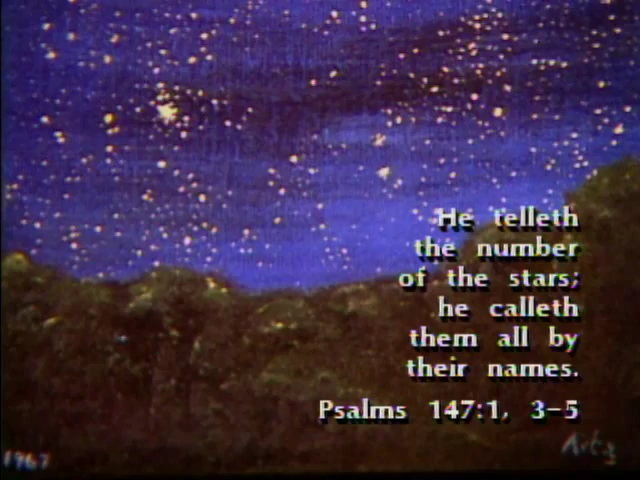 He telleth
the number
of the stars;
he calleth
them all by
their names.
Psalms 147:1, 3-5
1967